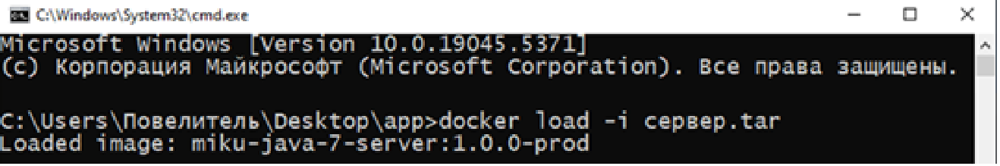 C:\Windows\System32\cmd.exe
Microsoft Windows [Version 10.0.19045.5371]
(c) Корпорация Майкрософт (Microsoft Corporation). Все права защищены.
C:\Users\Повелитель\Desktop\app>docker load -i сервер.tar
Loaded image: miku-java-7-server:1.0.0-prod